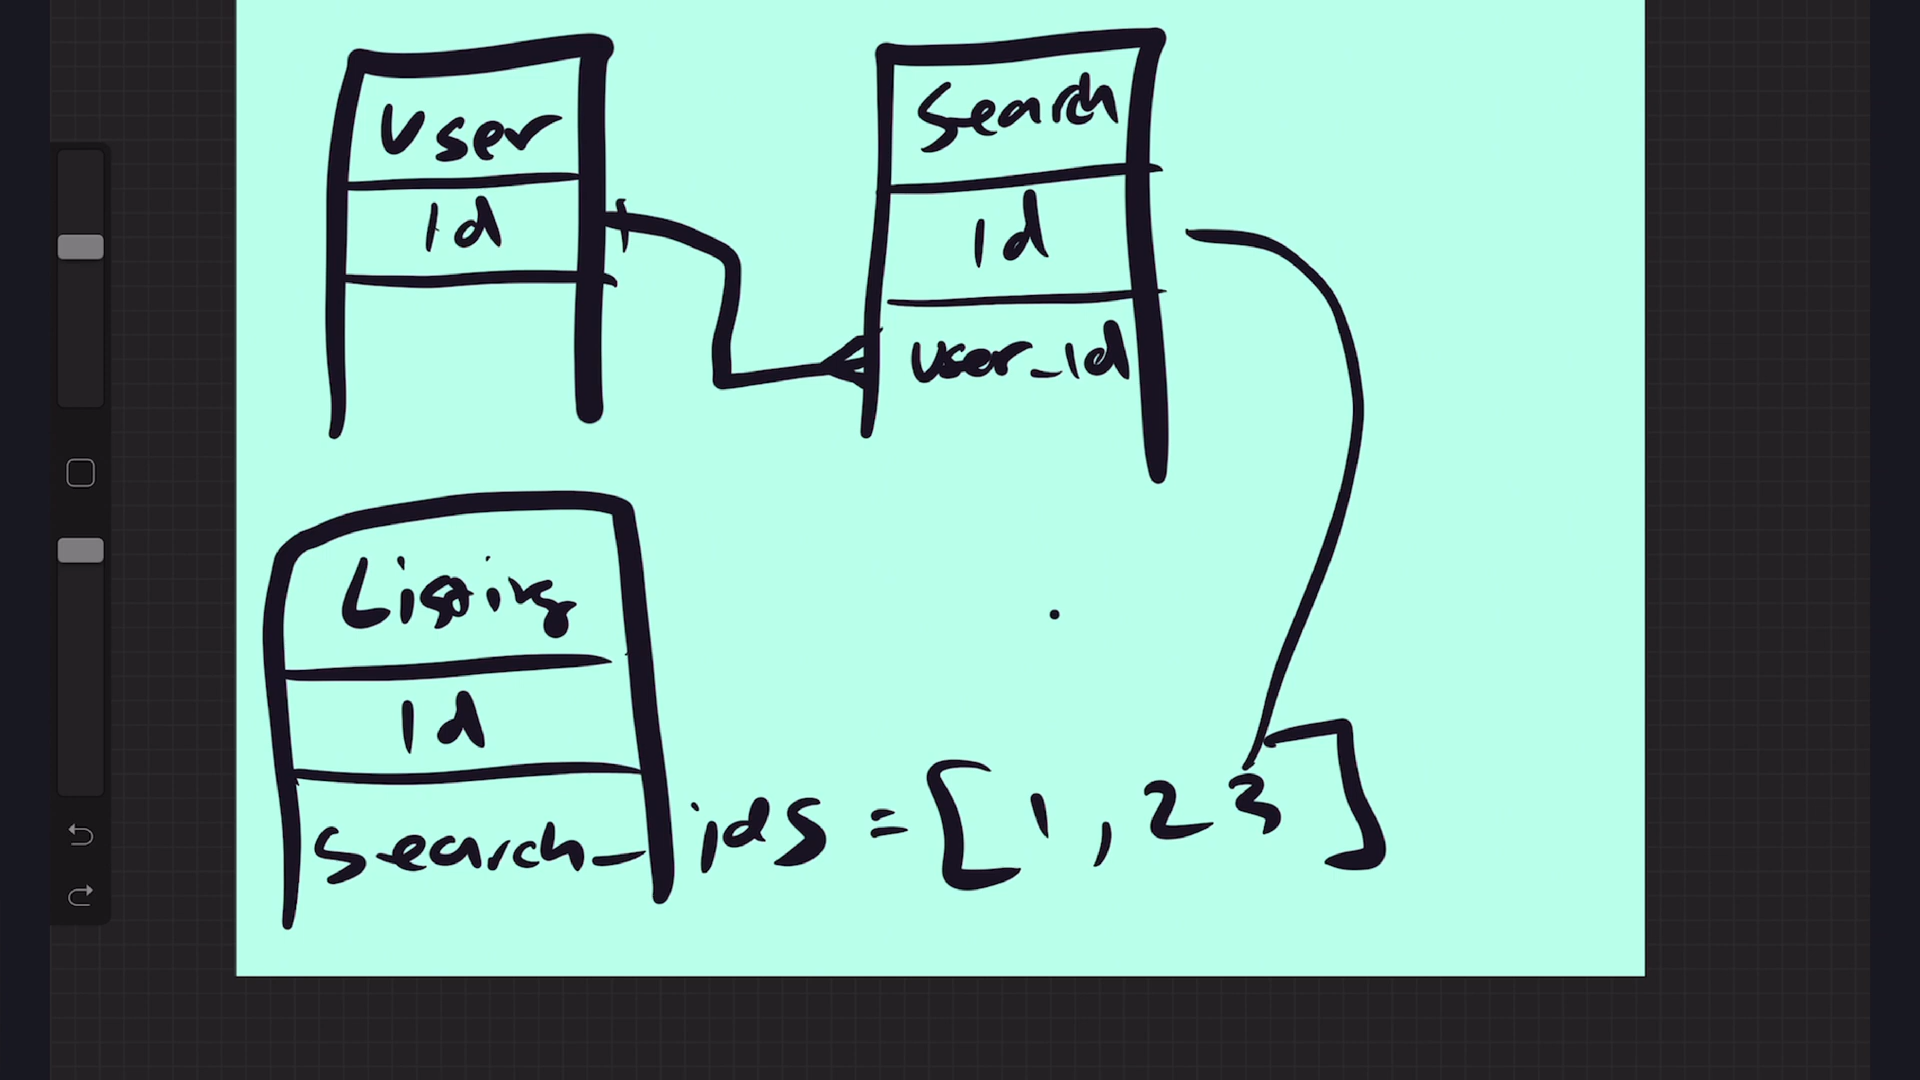 User
id
Search
id
user_id
Listing
id
search_ids = [1, 2 3]